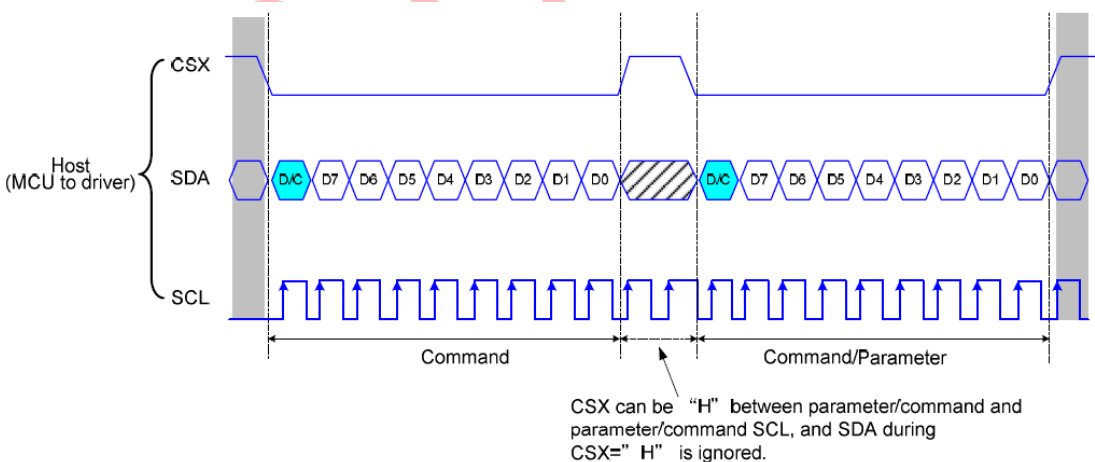 CSX
Host
(MCU to driver)
SDA
D/C D7 D6 D5 D4 D3 D2 D1 D0 D/C D7 D6 D5 D4 D3 D2 D1 D0
SCL
Command
Command/Parameter
CSX can be “H” between parameter/command and
parameter/command SCL, and SDA during
CSX=” H” is ignored.